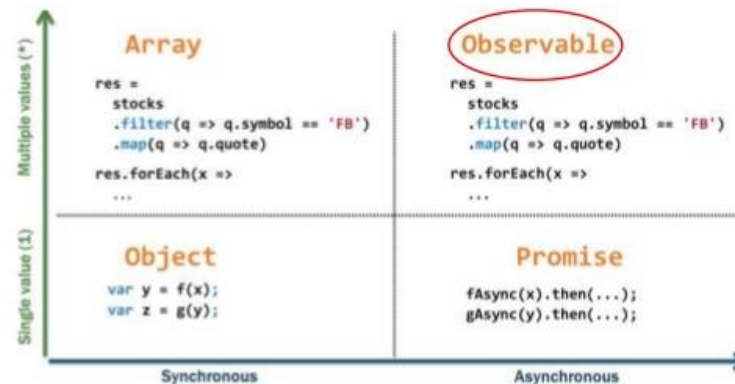 Multiple values (*)
Array
res =
stocks
.filter(q => q.symbol == 'FB')
.map(q => q.quote)
res.forEach(x =>
...
Observable
res =
stocks
.filter(q => q.symbol == 'FB')
.map(q => q.quote)
res.forEach(x =>
...
Single value (1)
Object
var y = f(x);
var z = g(y);
Promise
fAsync(x).then(...);
gAsync(y).then(...);
Synchronous
Asynchronous